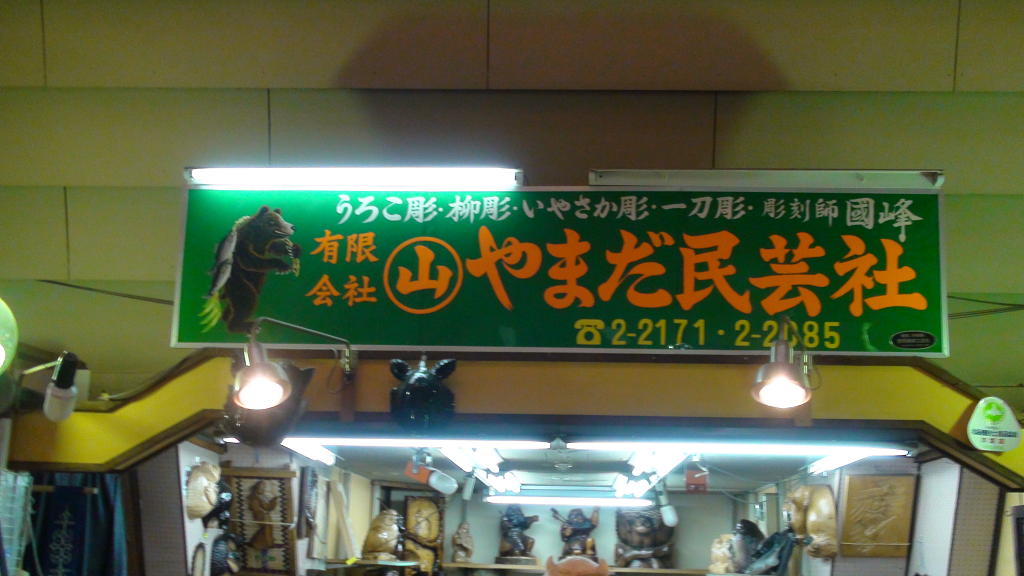 うろこ彫・柳彫・いやさか彫・一刀彫・彫刻師 國峰
有限会社 山 やまだ民芸社
☎2-2171・2-2085